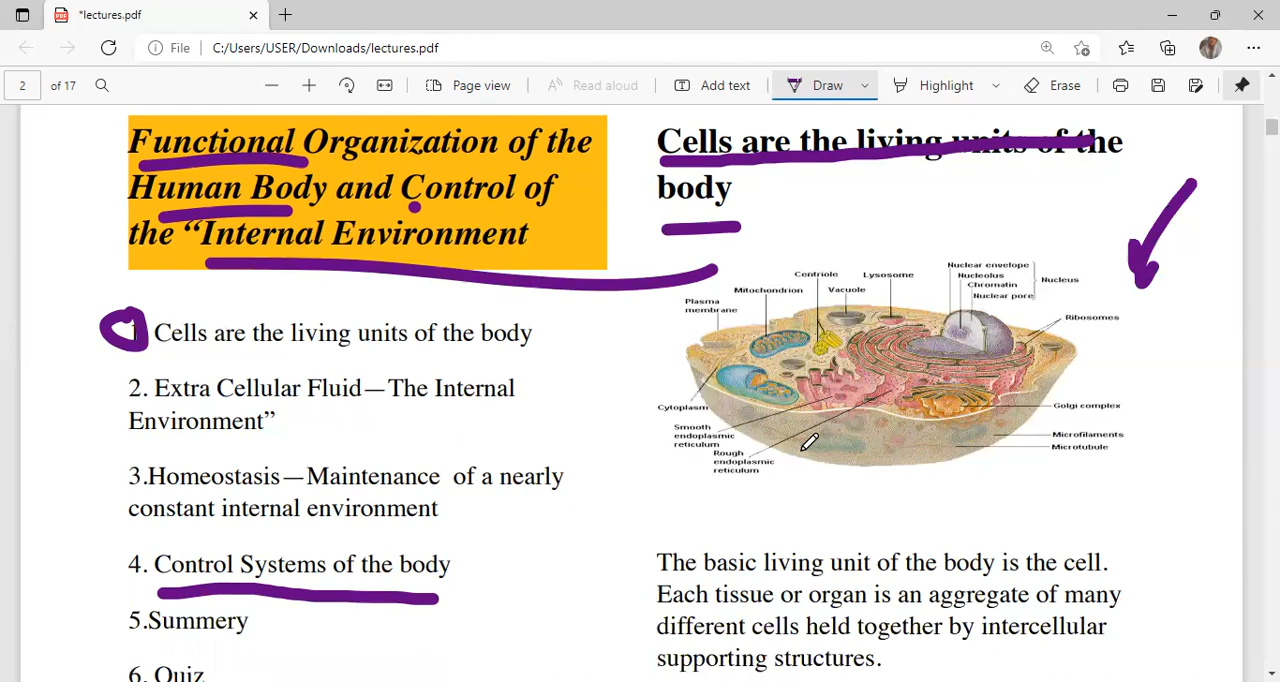 *lectures.pdf
File
C:/Users/USER/Downloads/lectures.pdf
2
of 17
Page view
Read aloud
Add text
Draw
Highlight
Erase
Functional Organization of the
Human Body and Control of
the “Internal Environment
1. Cells are the living units of the body
2. Extra Cellular Fluid—The Internal
Environment”
3.Homeostasis—Maintenance of a nearly
constant internal environment
4. Control Systems of the body
5.Summery
6. Quiz
Cells are the living units of the
body
Nuclear envelope
Nucleolus
Chromatin
Nuclear pore
Nucleus
Centriole
Lysosome
Mitochondrion
Vacuole
Plasma
membrane
Ribosomes
Cytoplasm
Golgi complex
Smooth
endoplasmic
reticulum
Microfilaments
Microtubule
Rough
endoplasmic
reticulum
The basic living unit of the body is the cell.
Each tissue or organ is an aggregate of many
different cells held together by intercellular
supporting structures.